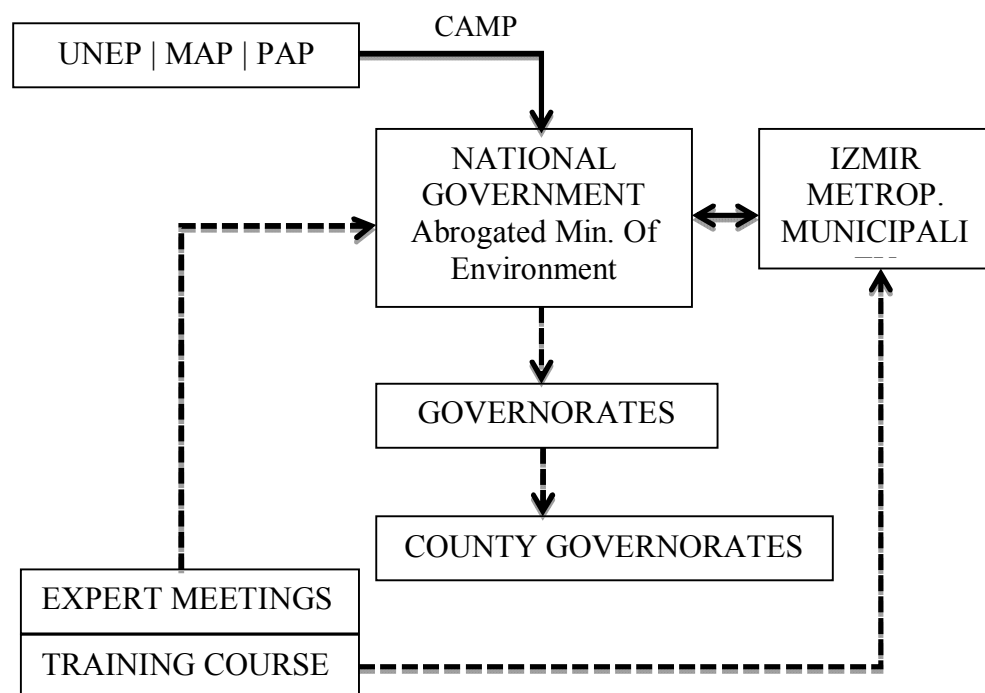 CAMP
UNEP | MAP | PAP
NATIONAL
GOVERNMENT
Abrogated Min. Of
Environment
IZMIR
METROP.
MUNICIPALI
GOVERNORATES
COUNTY GOVERNORATES
EXPERT MEETINGS
TRAINING COURSE